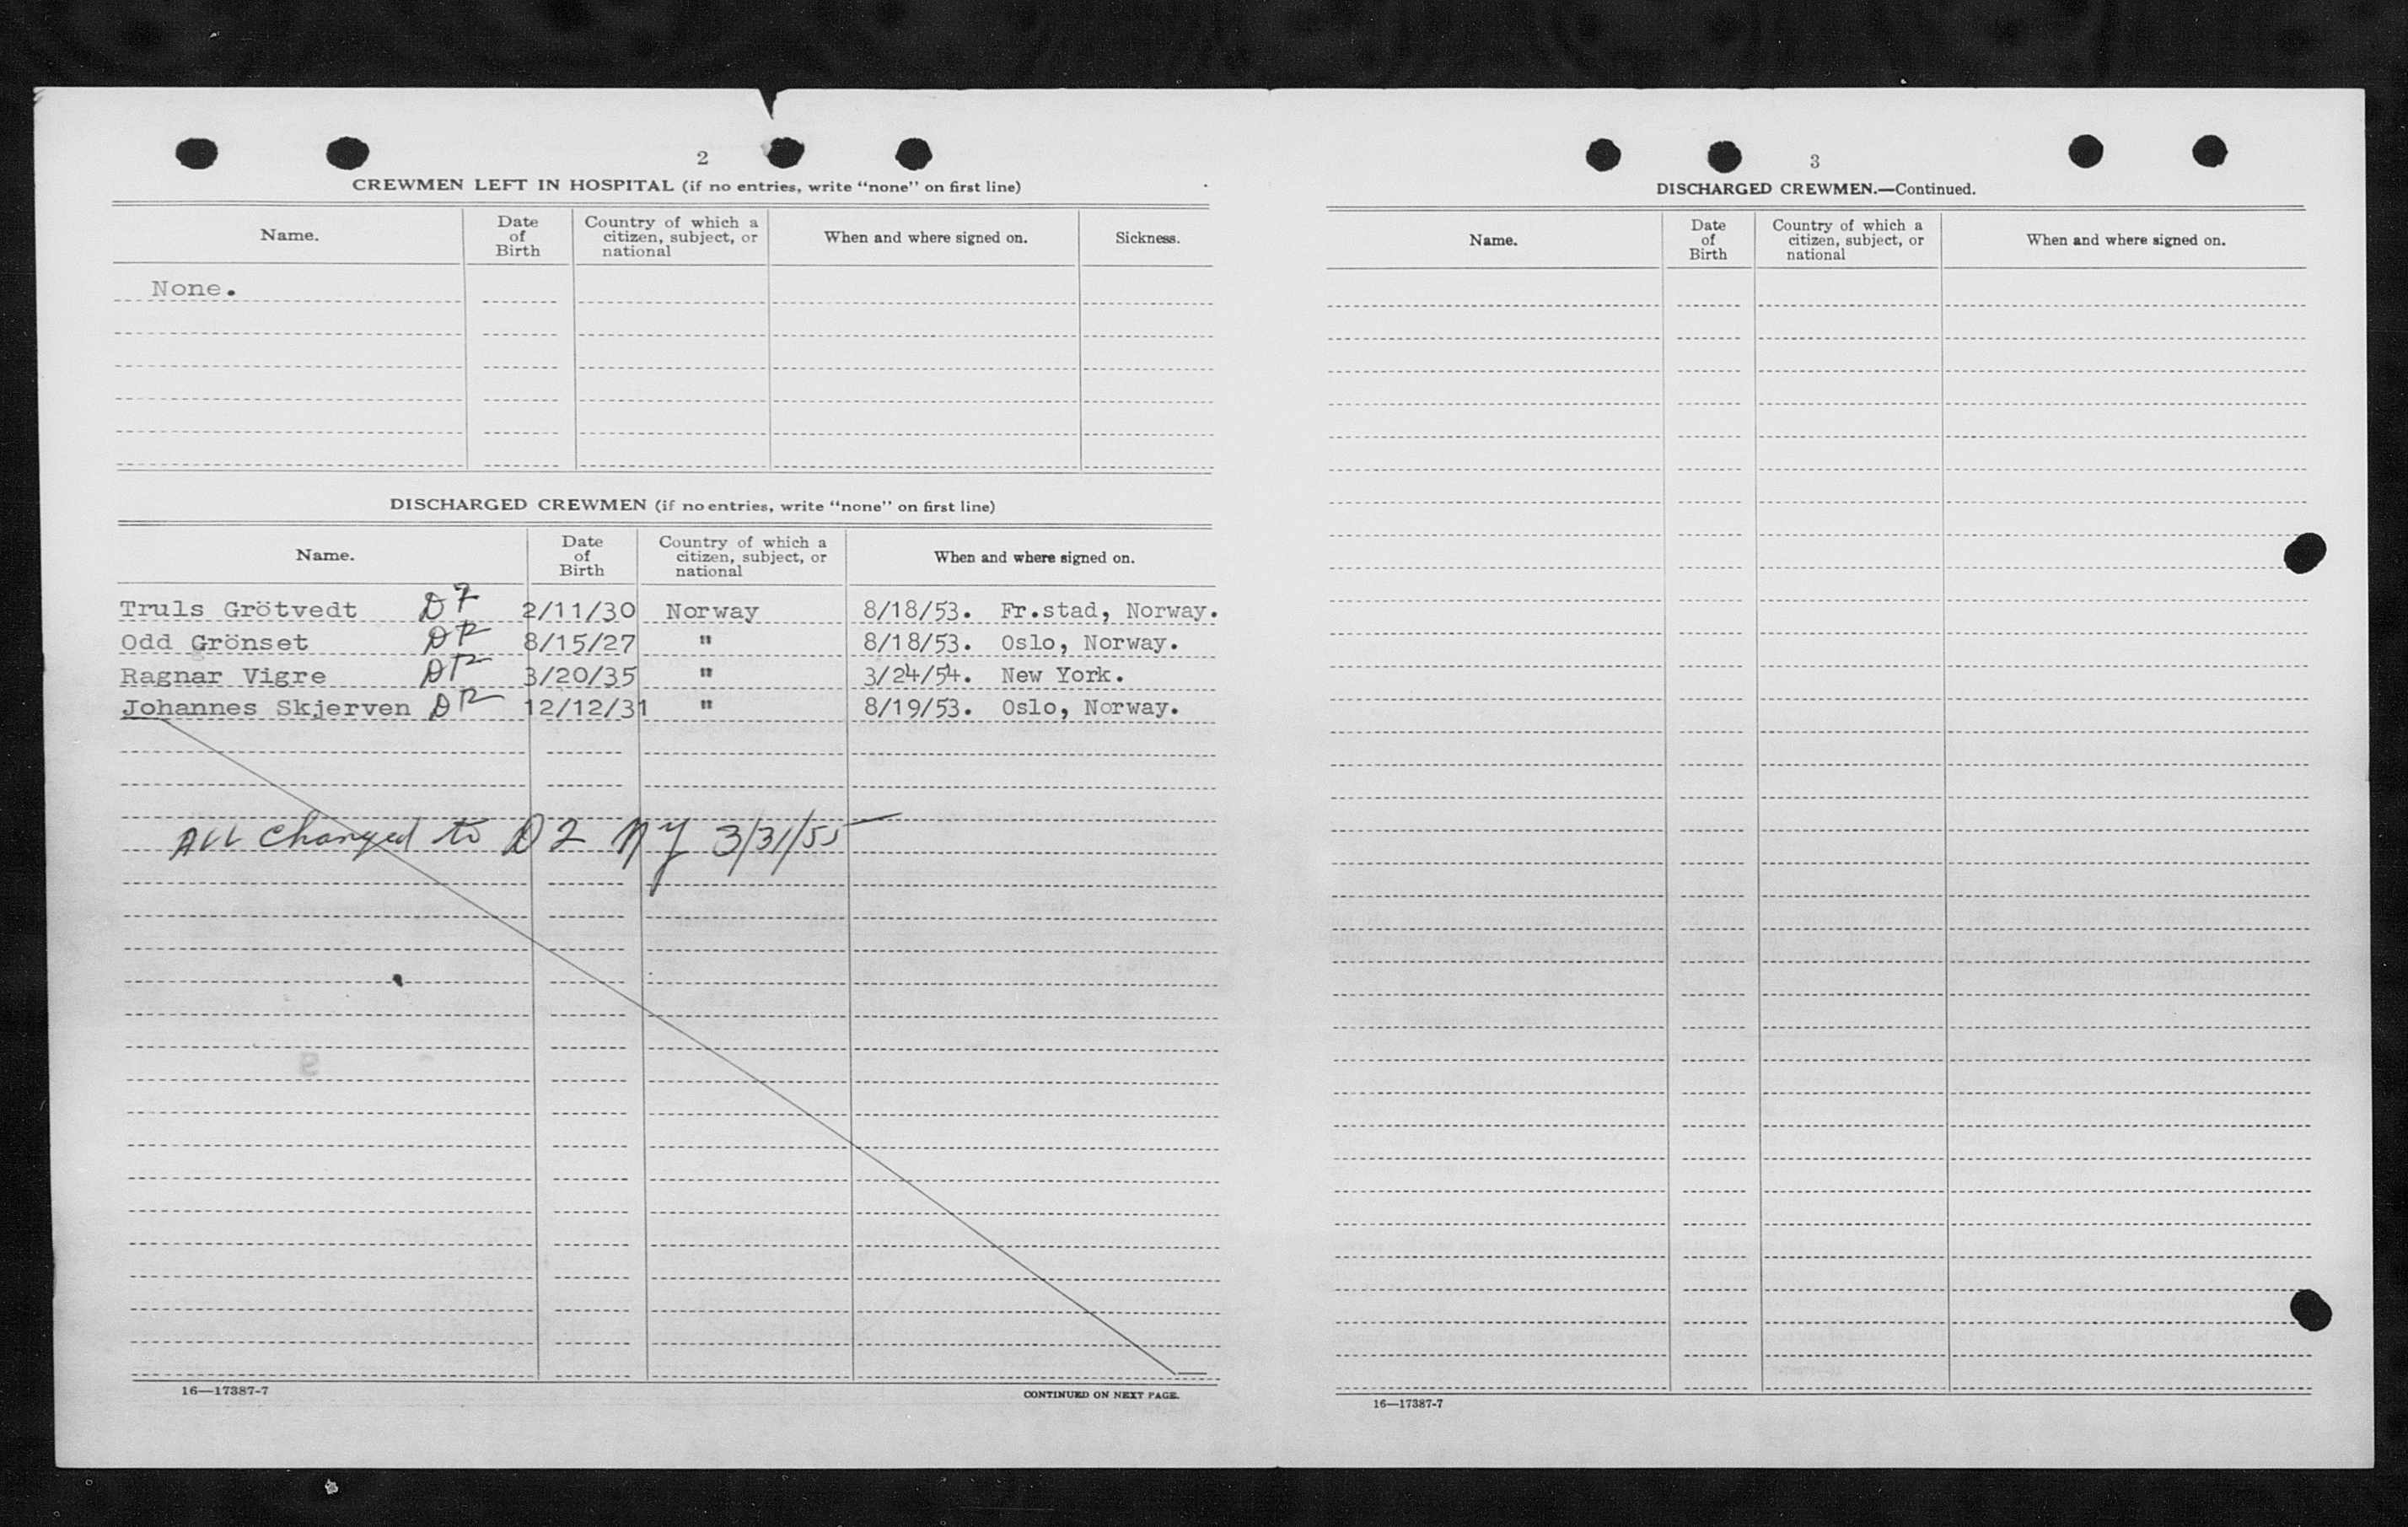 2
CREWMEN LEFT IN HOSPITAL (if no entries, write "none" on first line)
Name.
Date of Birth
Country of which a citizen, subject, or national
When and where signed on.
Sickness.
None.
DISCHARGED CREWMEN (if no entries, write "none" on first line)
Name.
Date of Birth
Country of which a citizen, subject, or national
When and where signed on.
Truls Grötvedt D7 2/11/30 Norway 8/18/53. Fr.stad, Norway.
Odd Grönset DR 8/15/27 " 8/18/53. Oslo, Norway.
Ragnar Vigre DR 3/20/35 " 3/24/54. New York.
Johannes Skjerven DR 12/12/31 " 8/19/53. Oslo, Norway.
ALL changed to D2 NY 3/31/55
16—17387-7
CONTINUED ON NEXT PAGE.
3
DISCHARGED CREWMEN.—Continued.
Name.
Date of Birth
Country of which a citizen, subject, or national
When and where signed on.
16—17387-7